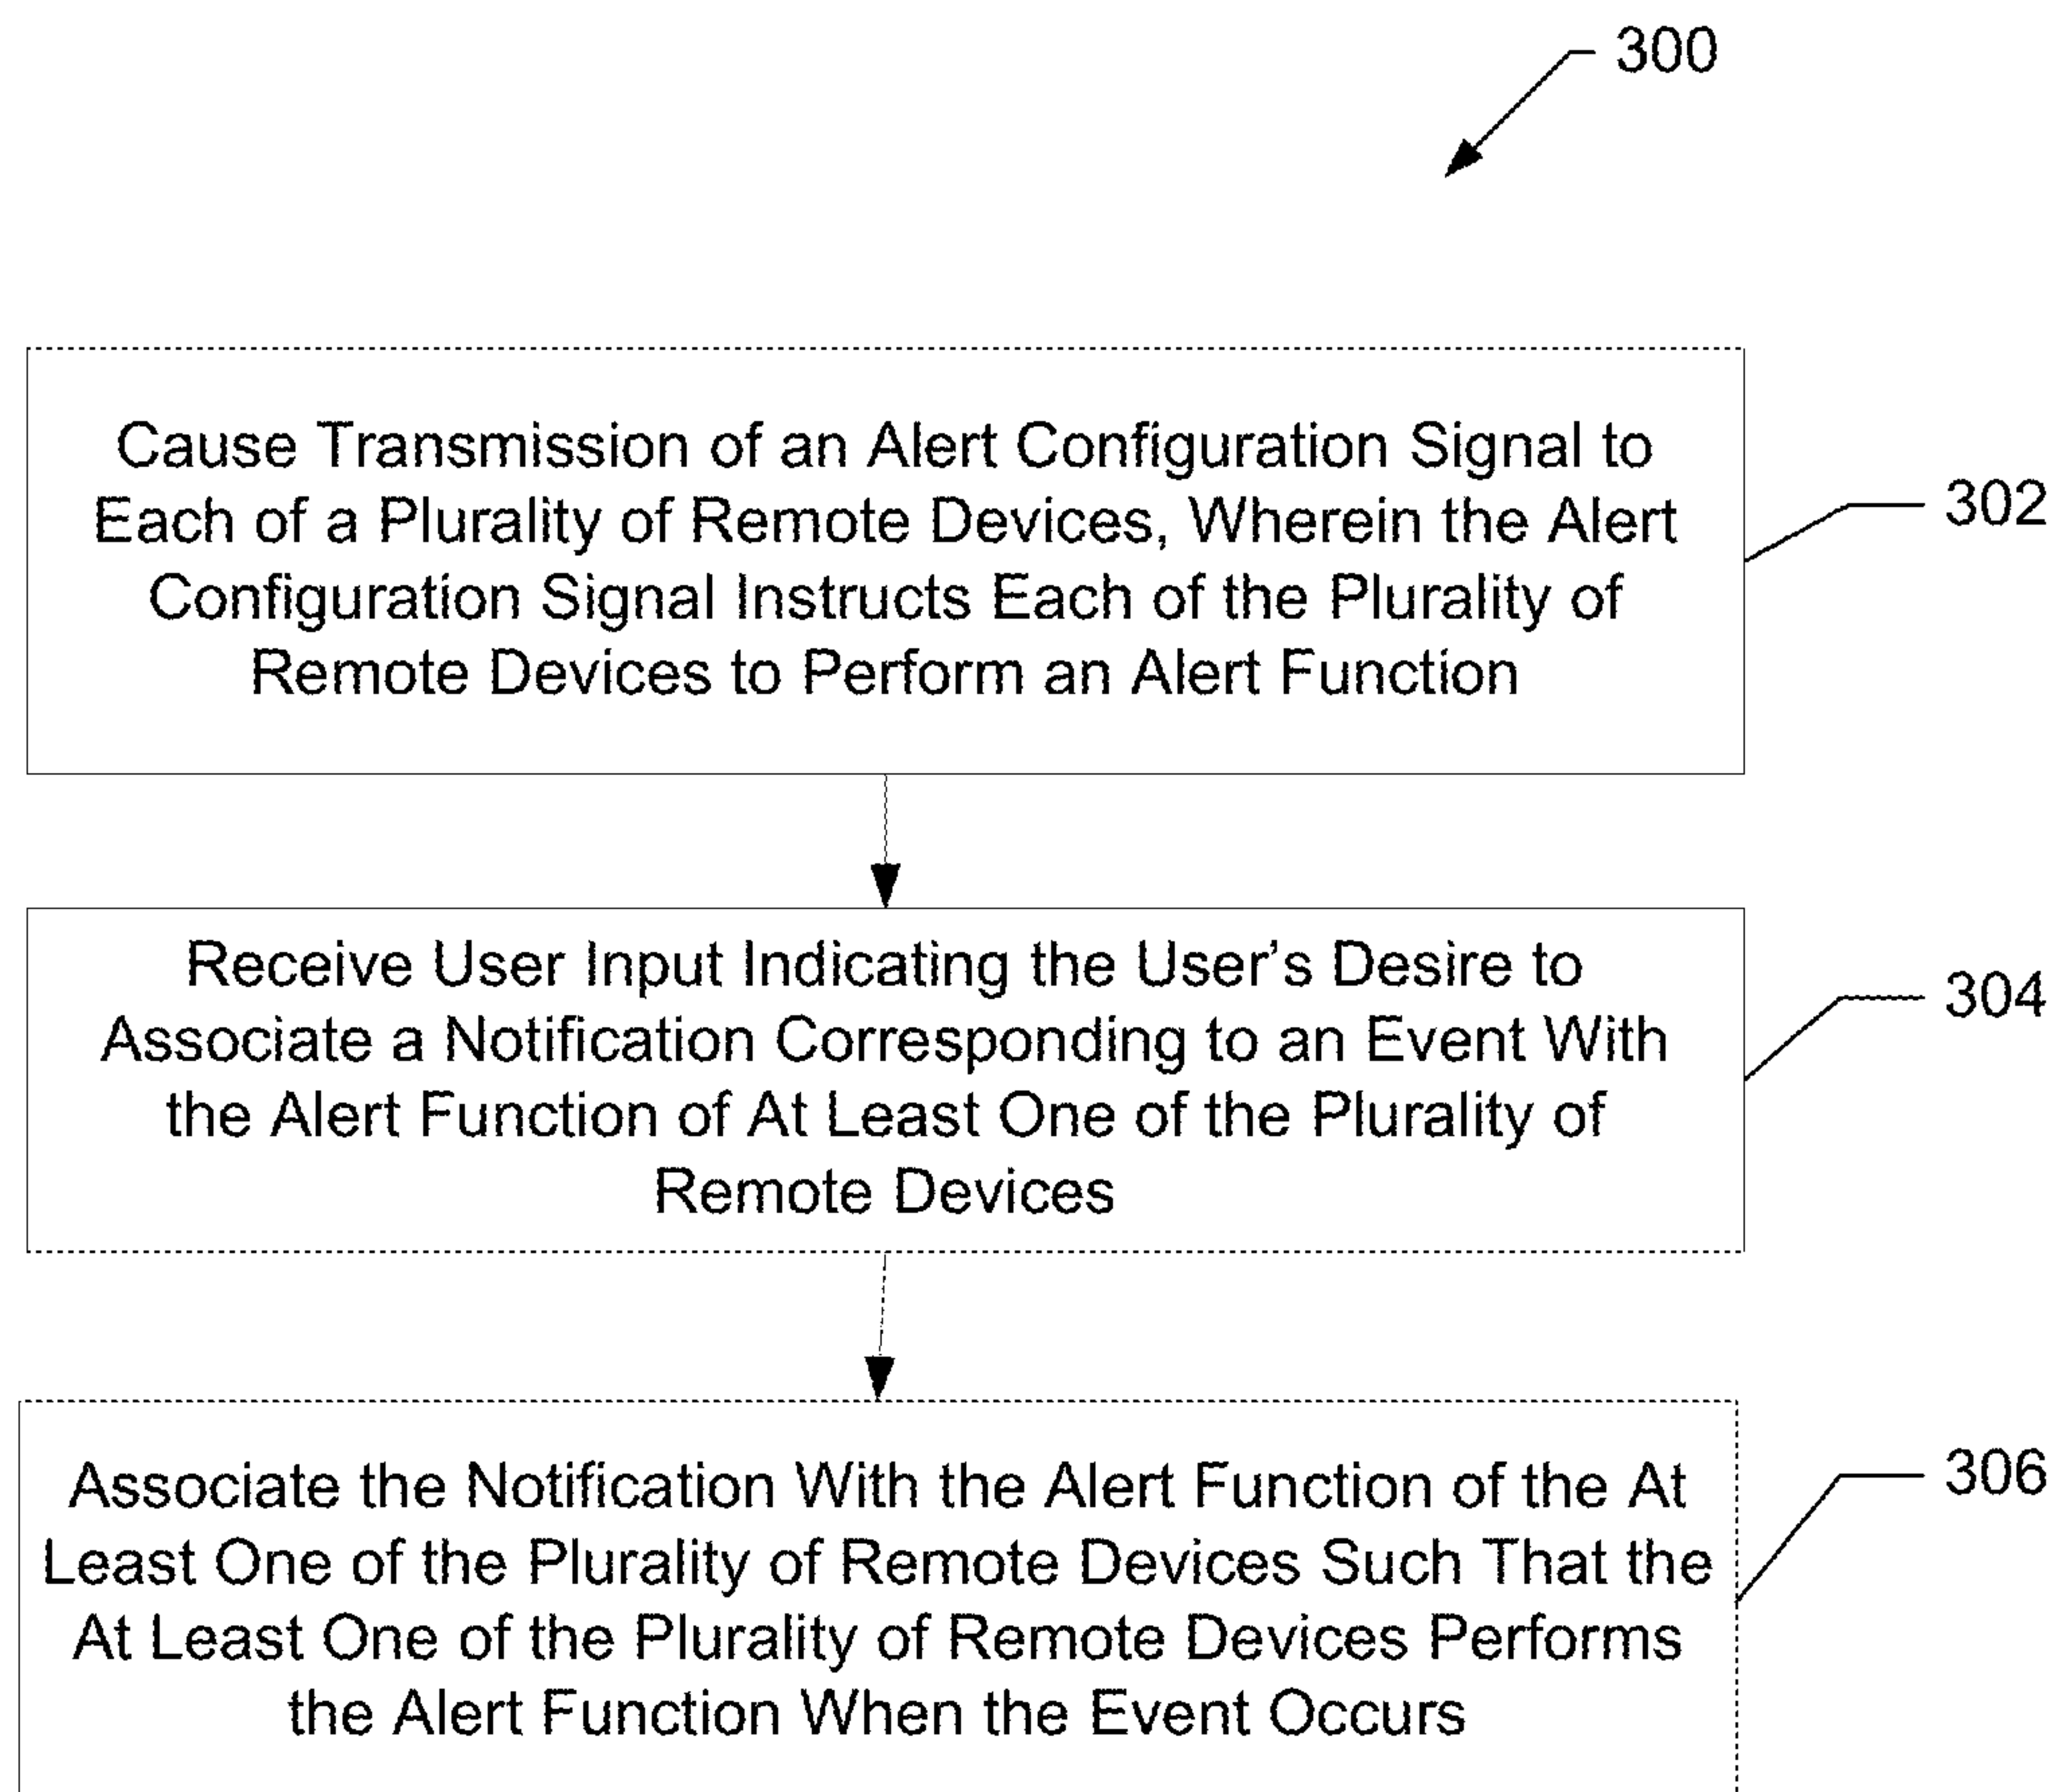 300
Cause Transmission of an Alert Configuration Signal to
Each of a Plurality of Remote Devices, Wherein the Alert
Configuration Signal Instructs Each of the Plurality of
Remote Devices to Perform an Alert Function
302
Receive User Input Indicating the User's Desire to
Associate a Notification Corresponding to an Event With
the Alert Function of At Least One of the Plurality of
Remote Devices
304
Associate the Notification With the Alert Function of the At
Least One of the Plurality of Remote Devices Such That the
At Least One of the Plurality of Remote Devices Performs
the Alert Function When the Event Occurs
306